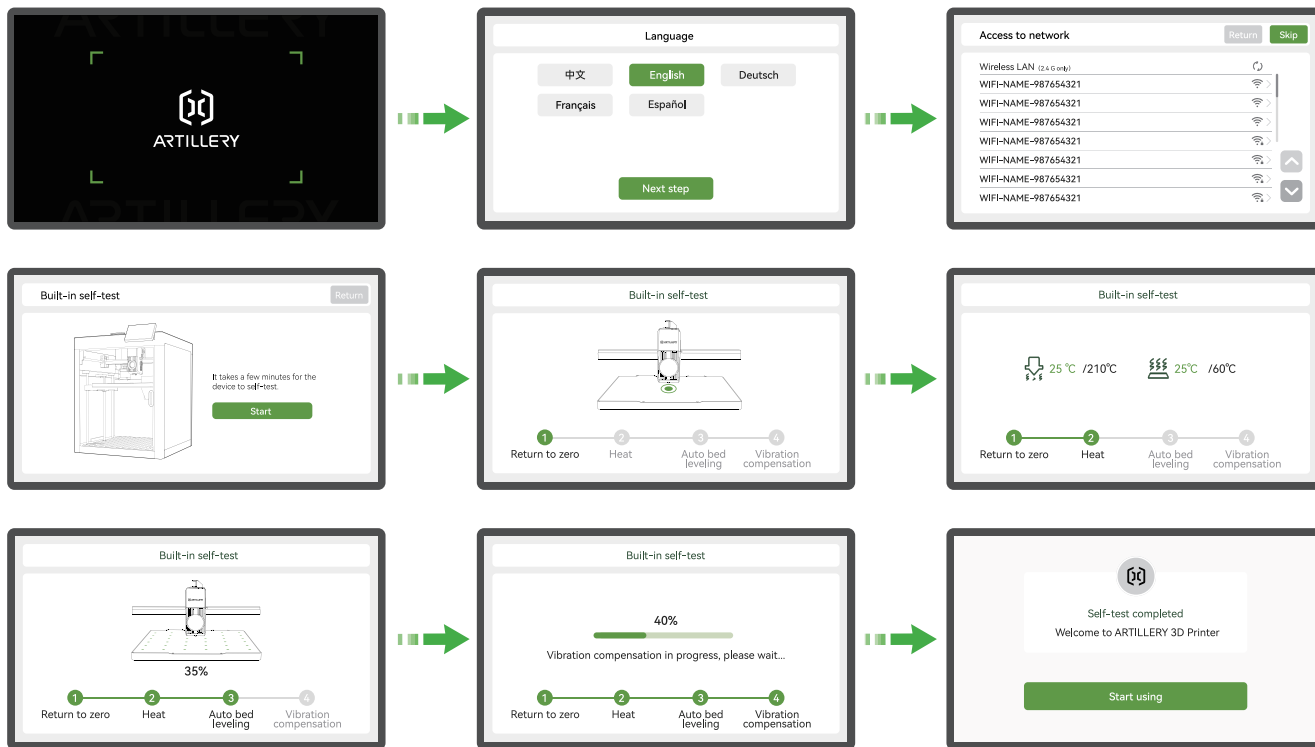 ARTILLERY
ARTILLERY
ARTILLERY
Language
中文
English
Deutsch
Français
Español
Next step
Access to network
Return
Skip
Wireless LAN (2.4 G only)
WIFI-NAME-987654321
WIFI-NAME-987654321
WIFI-NAME-987654321
WIFI-NAME-987654321
WIFI-NAME-987654321
WIFI-NAME-987654321
WIFI-NAME-987654321
Built-in self-test
Return
It takes a few minutes for the
device to self-test.
Start
Built-in self-test
ARTILLERY
1
2
3
4
Return to zero
Heat
Auto bed
leveling
Vibration
compensation
Built-in self-test
25 °C /210°C
25°C /60°C
1
2
3
4
Return to zero
Heat
Auto bed
leveling
Vibration
compensation
Built-in self-test
ARTILLERY
35%
1
2
3
4
Return to zero
Heat
Auto bed
leveling
Vibration
compensation
Built-in self-test
40%
Vibration compensation in progress, please wait...
1
2
3
4
Return to zero
Heat
Auto bed
leveling
Vibration
compensation
Self-test completed
Welcome to ARTILLERY 3D Printer
Start using